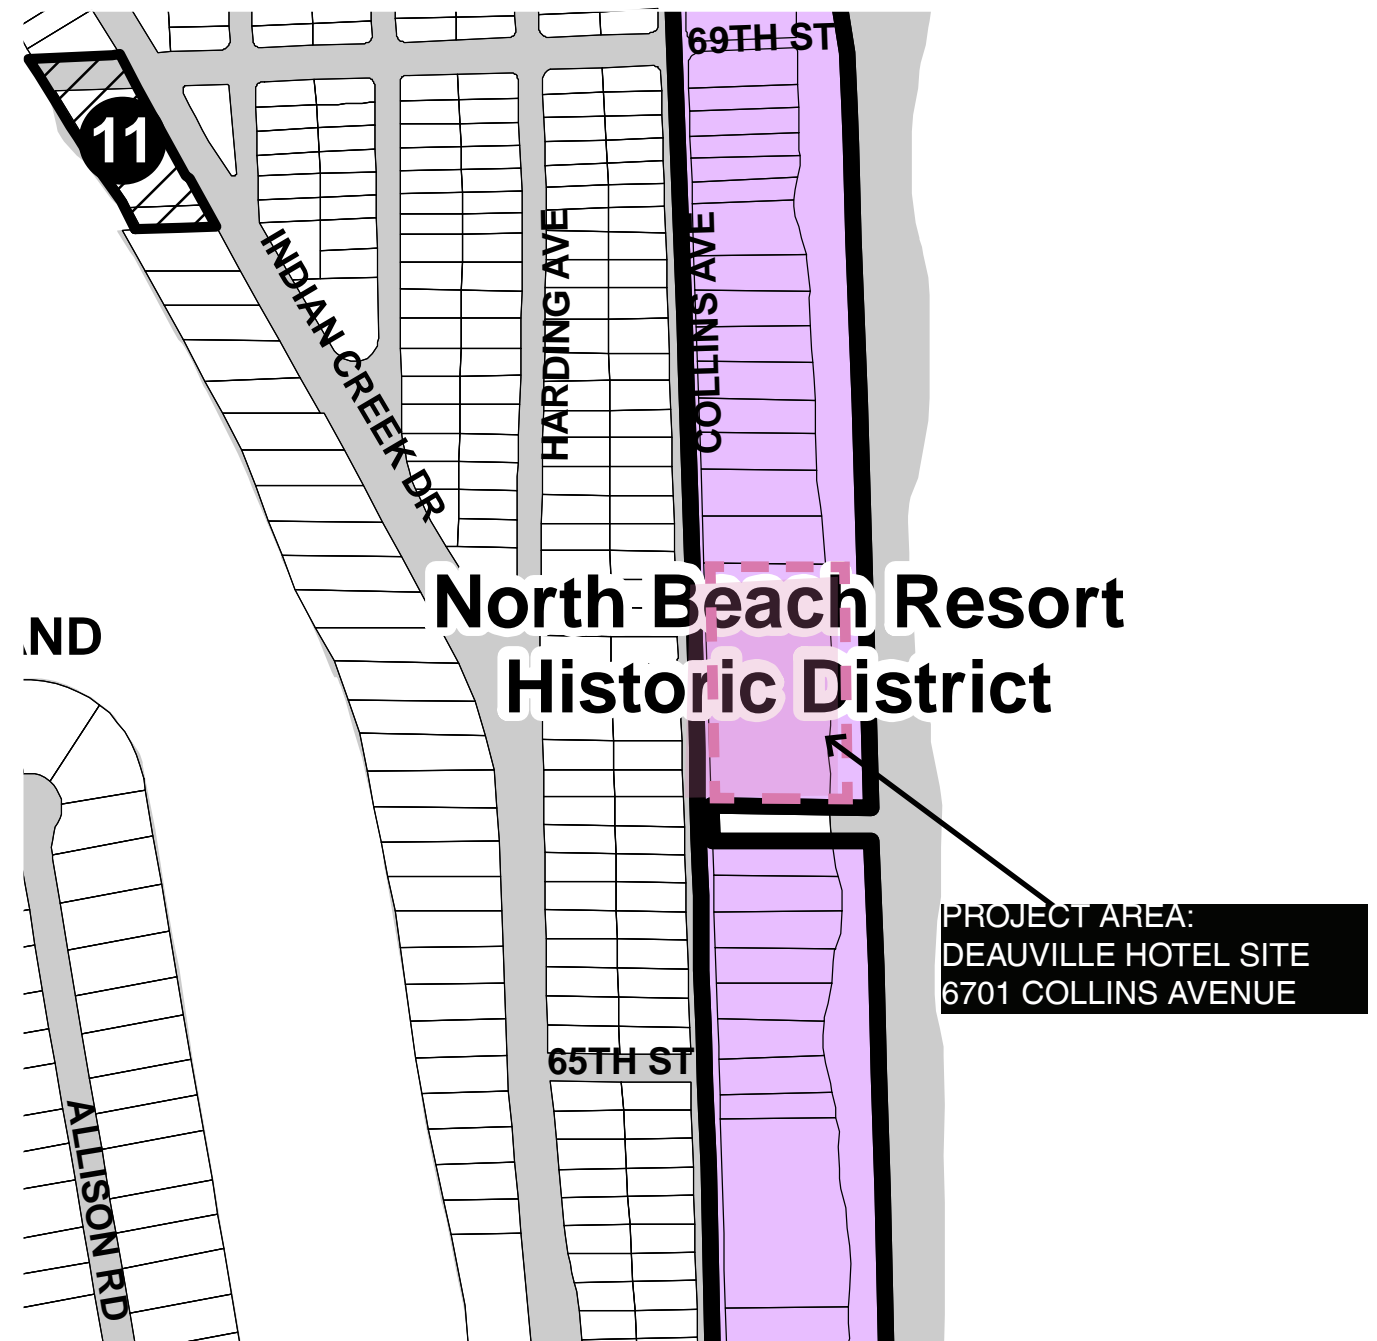 69TH ST
11
INDIAN CREEK DR
HARDING AVE
COLLINS AVE
North Beach Resort
Historic District
AND
PROJECT AREA:
DEAUVILLE HOTEL SITE
6701 COLLINS AVENUE
65TH ST
ALLISON RD